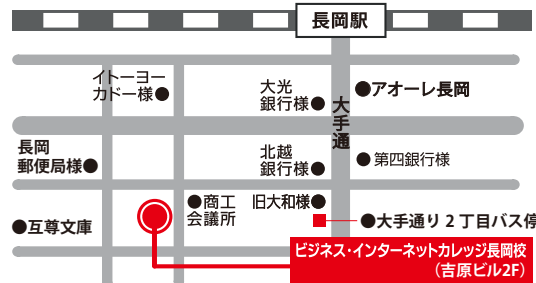 長岡駅
イトーヨー
カドー様●
大光
銀行様●
大手通
●アオーレ長岡
長岡
郵便局様●
北越
銀行様●
●第四銀行様
●互尊文庫
●商工
会議所
旧大和様●
●大手通り2丁目バス停
ビジネス・インターネットカレッジ長岡校
（吉原ビル2F）